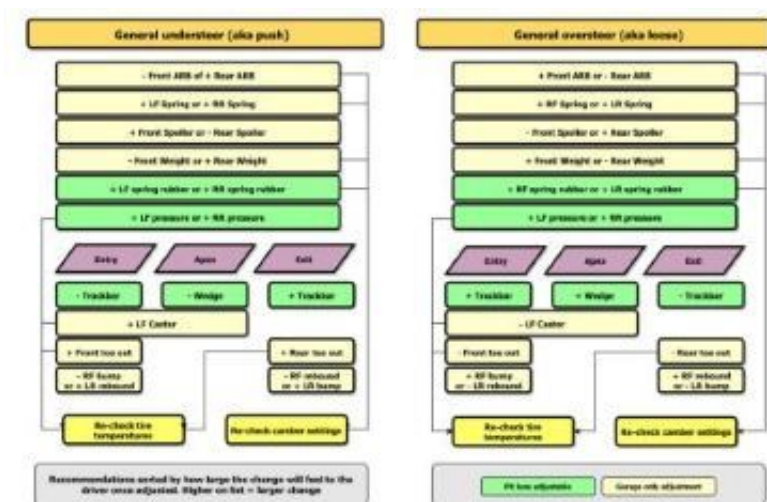 General understeer (aka push)
- Front ARB of + Rear ARB
+ LF Spring or + RR Spring
+ Front Spoiler or - Rear Spoiler
- Front Weight or + Rear Weight
+ LF spring rubber or + RR spring rubber
+ LF pressure or + RR pressure
Entry
Apex
Exit
- Trackbar
- Wedge
+ Trackbar
+ LF Caster
+ Front toe out
+ Rear toe out
- RF bump
or + LR rebound
- RF rebound
or + LR bump
Re-check tire
temperatures
Re-check camber settings
Recommendations sorted by how large the change will feel to the
driver once adjusted. Higher on list = larger change
General oversteer (aka loose)
+ Front ARB or - Rear ARB
+ RF Spring or + LR Spring
- Front Spoiler or + Rear Spoiler
+ Front Weight or - Rear Weight
+ RF spring rubber or + LR spring rubber
+ LF pressure or + RR pressure
Entry
Apex
Exit
+ Trackbar
+ Wedge
- Trackbar
- LF Caster
- Front toe out
- Rear toe out
+ RF bump
or - LR rebound
+ RF rebound
or - LR bump
Re-check tire
temperatures
Re-check camber settings
adjustable
Garage only adjustment